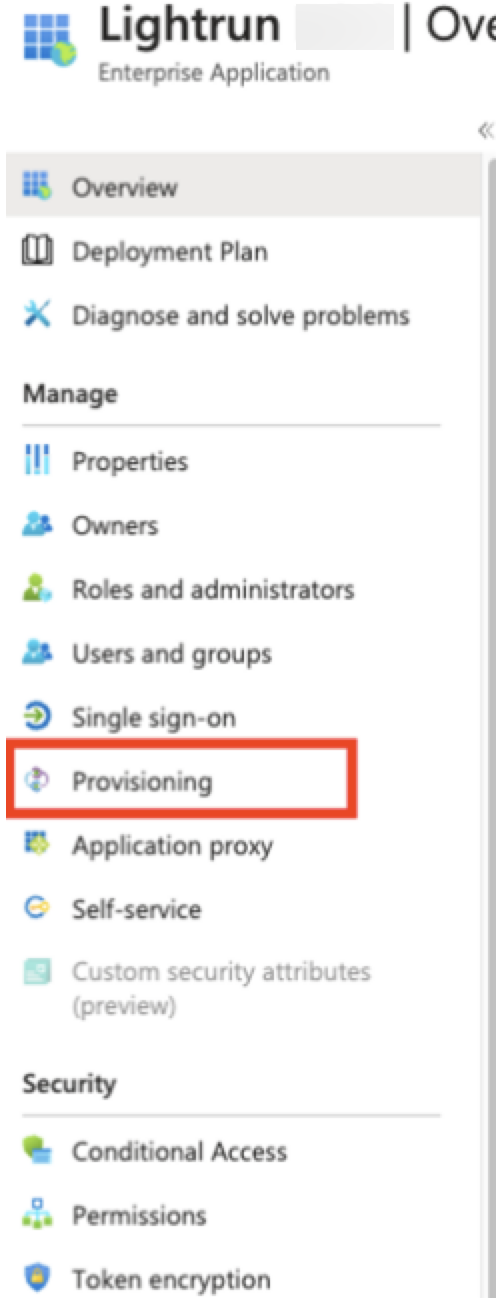 Lightrun | Ove
Enterprise Application
«
Overview
Deployment Plan
Diagnose and solve problems
Manage
Properties
Owners
Roles and administrators
Users and groups
Single sign-on
Provisioning
Application proxy
Self-service
Custom security attributes
(preview)
Security
Conditional Access
Permissions
Token encryption